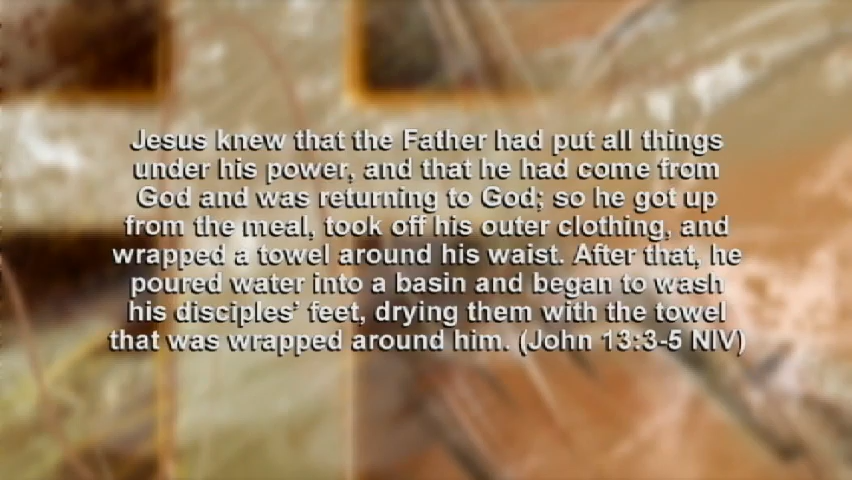 Jesus knew that the Father had put all things
under his power, and that he had come from
God and was returning to God; so he got up
from the meal, took off his outer clothing, and
wrapped a towel around his waist. After that, he
poured water into a basin and began to wash
his disciples’ feet, drying them with the towel
that was wrapped around him. (John 13:3-5 NIV)